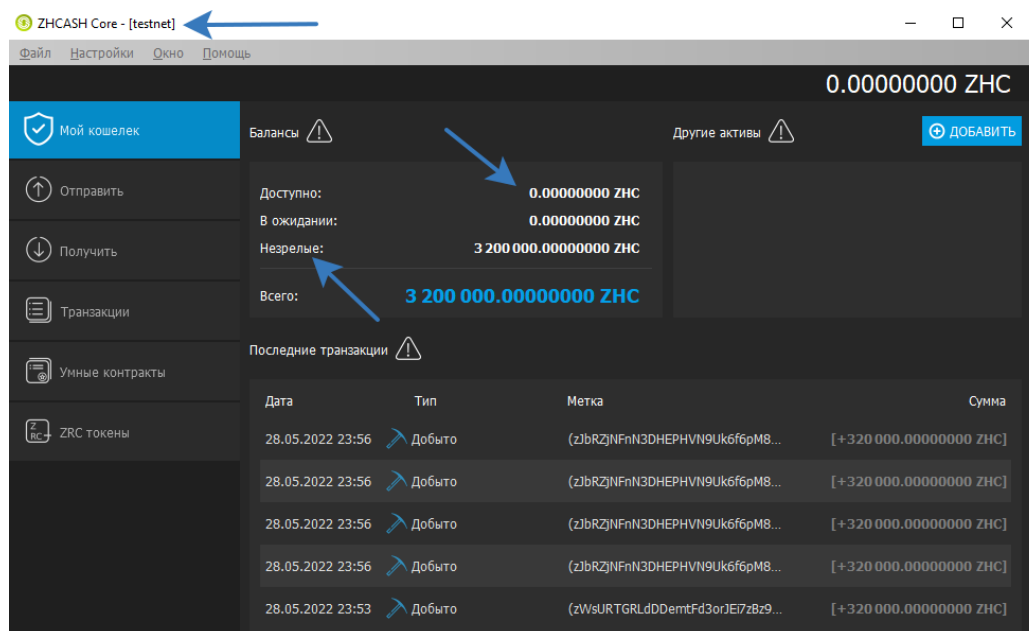 ZHCASH Core - [testnet]
Файл Настройки Окно Помощь
0.00000000 ZHC
Мой кошелек
Отправить
Получить
Транзакции
Умные контракты
ZRC токены
Балансы
Доступно: 0.00000000 ZHC
В ожидании: 0.00000000 ZHC
Незрелые: 3 200 000.00000000 ZHC
Всего: 3 200 000.00000000 ZHC
Другие активы
ДОБАВИТЬ
Последние транзакции
Дата Тип Метка Сумма
28.05.2022 23:56 Добыто (zJbRZjNFnN3DHEPHVN9Uk6f6pM8... [+320 000.00000000 ZHC]
28.05.2022 23:56 Добыто (zJbRZjNFnN3DHEPHVN9Uk6f6pM8... [+320 000.00000000 ZHC]
28.05.2022 23:56 Добыто (zJbRZjNFnN3DHEPHVN9Uk6f6pM8... [+320 000.00000000 ZHC]
28.05.2022 23:56 Добыто (zJbRZjNFnN3DHEPHVN9Uk6f6pM8... [+320 000.00000000 ZHC]
28.05.2022 23:53 Добыто (zWsURTGRLdDDemtFd3orJEi7zBz9... [+320 000.00000000 ZHC]